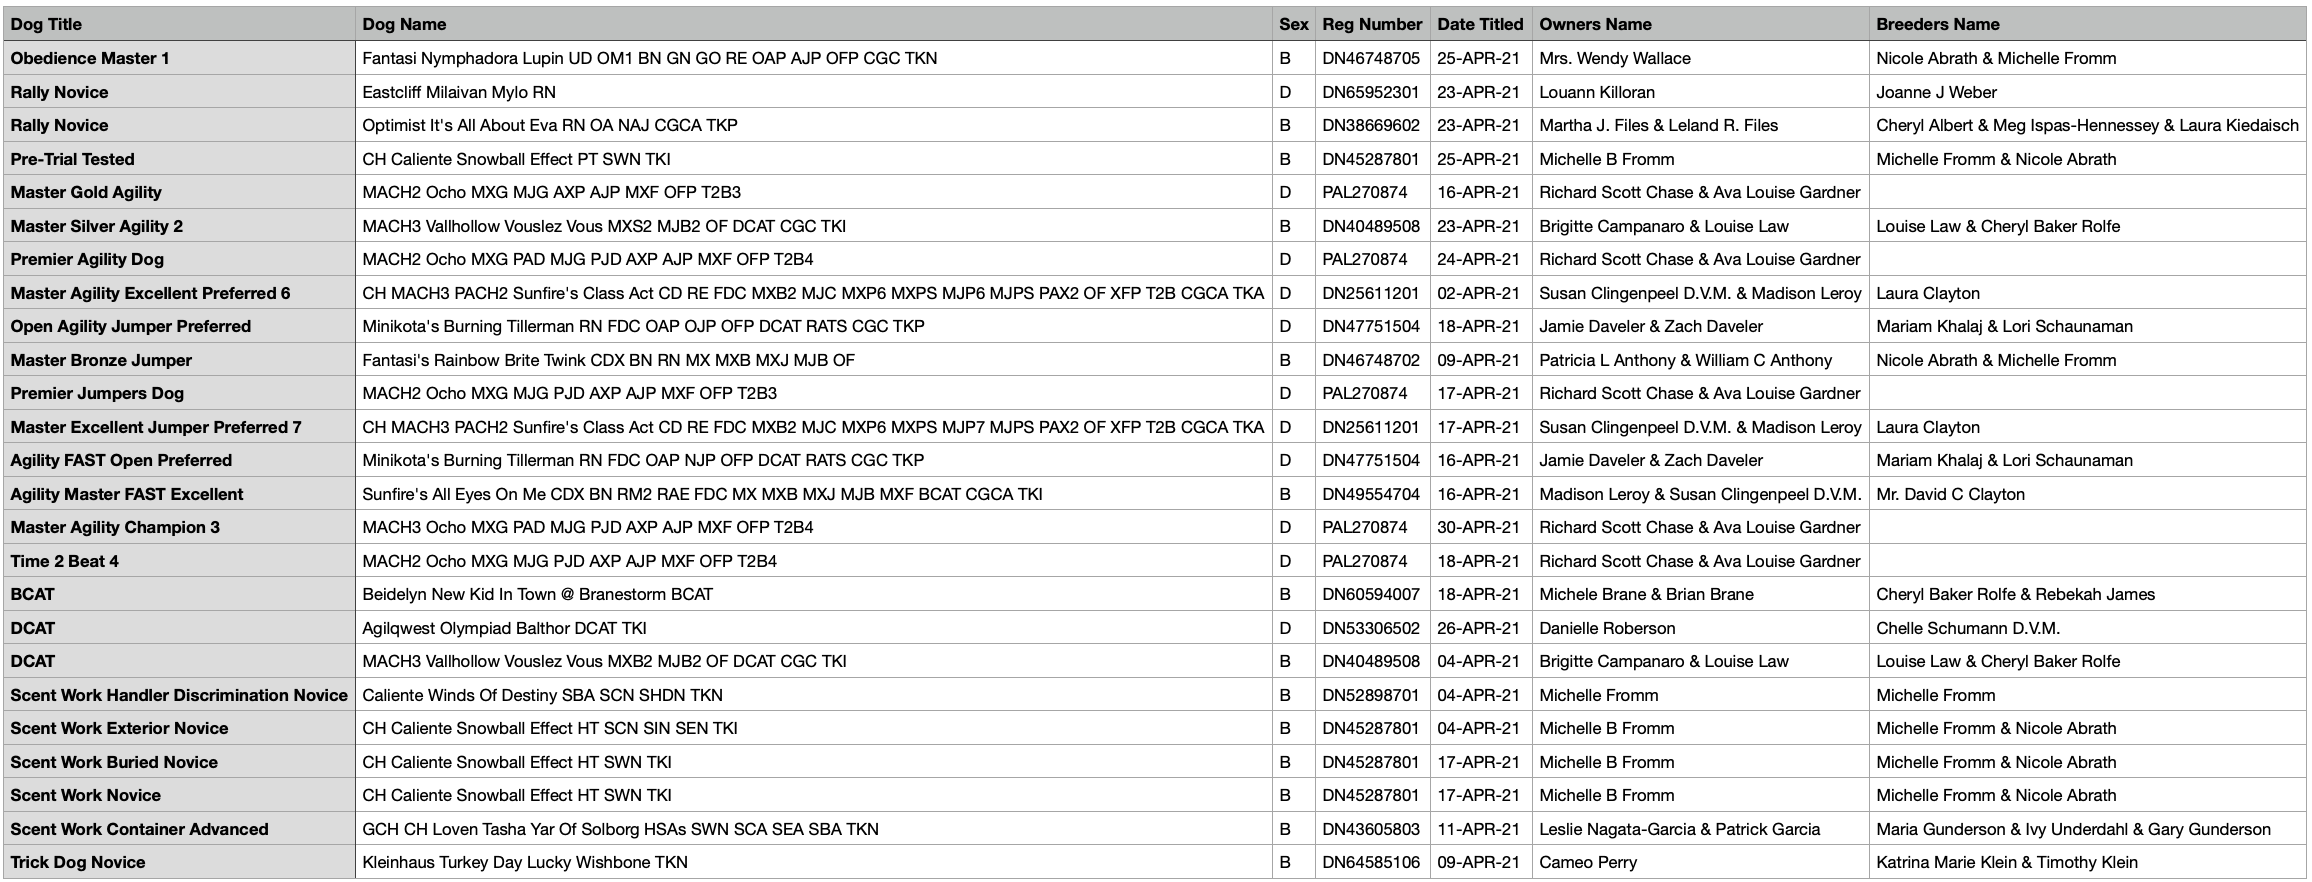 Dog Title Dog Name Sex Reg Number Date Titled Owners Name Breeders Name
Obedience Master 1 Fantasi Nymphadora Lupin UD OM1 BN GN GO RE OAP AJP OFP CGC TKN B DN46748705 25-APR-21 Mrs. Wendy Wallace Nicole Abrath & Michelle Fromm
Rally Novice Eastcliff Milaivan Mylo RN D DN65952301 23-APR-21 Louann Killoran Joanne J Weber
Rally Novice Optimist It's All About Eva RN OA NAJ CGCA TKP B DN38669602 23-APR-21 Martha J. Files & Leland R. Files Cheryl Albert & Meg Ispas-Hennessey & Laura Kiedaisch
Pre-Trial Tested CH Caliente Snowball Effect PT SWN TKI B DN45287801 25-APR-21 Michelle B Fromm Michelle Fromm & Nicole Abrath
Master Gold Agility MACH2 Ocho MXG MJG AXP AJP MXF OFP T2B3 D PAL270874 16-APR-21 Richard Scott Chase & Ava Louise Gardner
Master Silver Agility 2 MACH3 Vallhollow Vouslez Vous MXS2 MJB2 OF DCAT CGC TKI B DN40489508 23-APR-21 Brigitte Campanaro & Louise Law Louise Law & Cheryl Baker Rolfe
Premier Agility Dog MACH2 Ocho MXG PAD MJG PJD AXP AJP MXF OFP T2B4 D PAL270874 24-APR-21 Richard Scott Chase & Ava Louise Gardner
Master Agility Excellent Preferred 6 CH MACH3 PACH2 Sunfire's Class Act CD RE FDC MXB2 MJC MXP6 MXPS MJP6 MJPS PAX2 OF XFP T2B CGCA TKA D DN25611201 02-APR-21 Susan Clingenpeel D.V.M. & Madison Leroy Laura Clayton
Open Agility Jumper Preferred Minikota's Burning Tillerman RN FDC OAP OJP OFP DCAT RATS CGC TKP D DN47751504 18-APR-21 Jamie Daveler & Zach Daveler Mariam Khalaj & Lori Schaunaman
Master Bronze Jumper Fantasi's Rainbow Brite Twink CDX BN RN MX MXB MXJ MJB OF B DN46748702 09-APR-21 Patricia L Anthony & William C Anthony Nicole Abrath & Michelle Fromm
Premier Jumpers Dog MACH2 Ocho MXG MJG PJD AXP AJP MXF OFP T2B3 D PAL270874 17-APR-21 Richard Scott Chase & Ava Louise Gardner
Master Excellent Jumper Preferred 7 CH MACH3 PACH2 Sunfire's Class Act CD RE FDC MXB2 MJC MXP6 MXPS MJP7 MJPS PAX2 OF XFP T2B CGCA TKA D DN25611201 17-APR-21 Susan Clingenpeel D.V.M. & Madison Leroy Laura Clayton
Agility FAST Open Preferred Minikota's Burning Tillerman RN FDC OAP NJP OFP DCAT RATS CGC TKP D DN47751504 16-APR-21 Jamie Daveler & Zach Daveler Mariam Khalaj & Lori Schaunaman
Agility Master FAST Excellent Sunfire's All Eyes On Me CDX BN RM2 RAE FDC MX MXB MXJ MJB MXF BCAT CGCA TKI B DN49554704 16-APR-21 Madison Leroy & Susan Clingenpeel D.V.M. Mr. David C Clayton
Master Agility Champion 3 MACH3 Ocho MXG PAD MJG PJD AXP AJP MXF OFP T2B4 D PAL270874 30-APR-21 Richard Scott Chase & Ava Louise Gardner
Time 2 Beat 4 MACH2 Ocho MXG MJG PJD AXP AJP MXF OFP T2B4 D PAL270874 18-APR-21 Richard Scott Chase & Ava Louise Gardner
BCAT Beidelyn New Kid In Town @ Branestorm BCAT B DN60594007 18-APR-21 Michele Brane & Brian Brane Cheryl Baker Rolfe & Rebekah James
DCAT Agilqwest Olympiad Balthor DCAT TKI D DN53306502 26-APR-21 Danielle Roberson Chelle Schumann D.V.M.
DCAT MACH3 Vallhollow Vouslez Vous MXB2 MJB2 OF DCAT CGC TKI B DN40489508 04-APR-21 Brigitte Campanaro & Louise Law Louise Law & Cheryl Baker Rolfe
Scent Work Handler Discrimination Novice Caliente Winds Of Destiny SBA SCN SHDN TKN B DN52898701 04-APR-21 Michelle Fromm Michelle Fromm
Scent Work Exterior Novice CH Caliente Snowball Effect HT SCN SIN SEN TKI B DN45287801 04-APR-21 Michelle B Fromm Michelle Fromm & Nicole Abrath
Scent Work Buried Novice CH Caliente Snowball Effect HT SWN TKI B DN45287801 17-APR-21 Michelle B Fromm Michelle Fromm & Nicole Abrath
Scent Work Novice CH Caliente Snowball Effect HT SWN TKI B DN45287801 17-APR-21 Michelle B Fromm Michelle Fromm & Nicole Abrath
Scent Work Container Advanced GCH CH Loven Tasha Yar Of Solborg HSAs SWN SCA SEA SBA TKN B DN43605803 11-APR-21 Leslie Nagata-Garcia & Patrick Garcia Maria Gunderson & Ivy Underdahl & Gary Gunderson
Trick Dog Novice Kleinhaus Turkey Day Lucky Wishbone TKN B DN64585106 09-APR-21 Cameo Perry Katrina Marie Klein & Timothy Klein